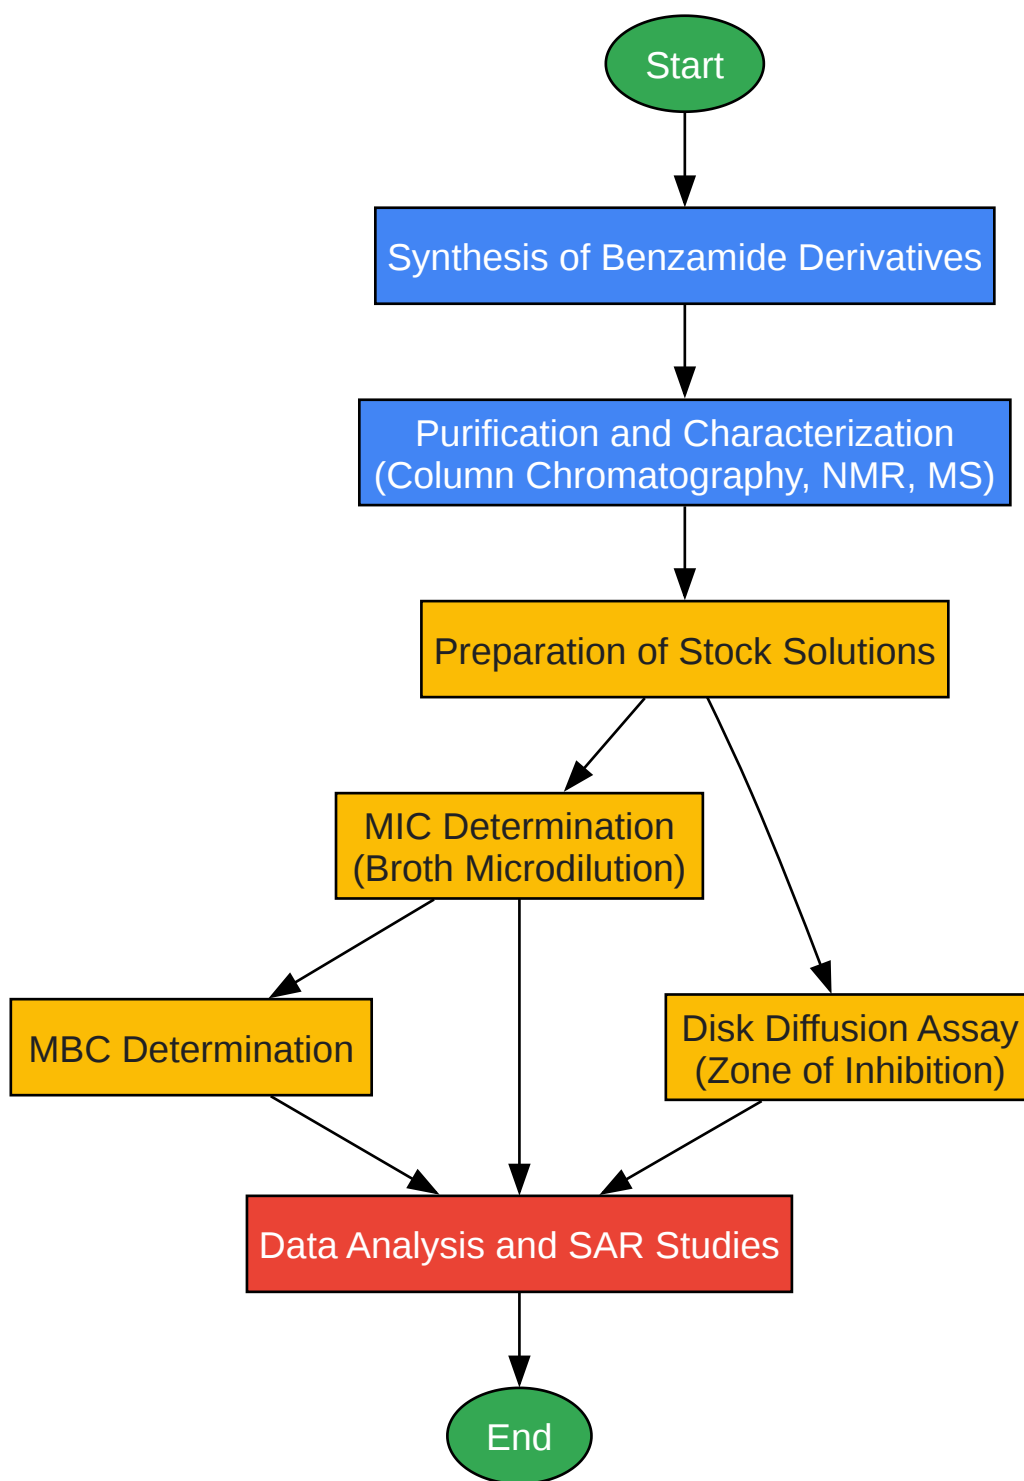 Start
Synthesis of Benzamide Derivatives
Purification and Characterization
(Column Chromatography, NMR, MS)
Preparation of Stock Solutions
MIC Determination
(Broth Microdilution)
MBC Determination
Disk Diffusion Assay
(Zone of Inhibition)
Data Analysis and SAR Studies
End